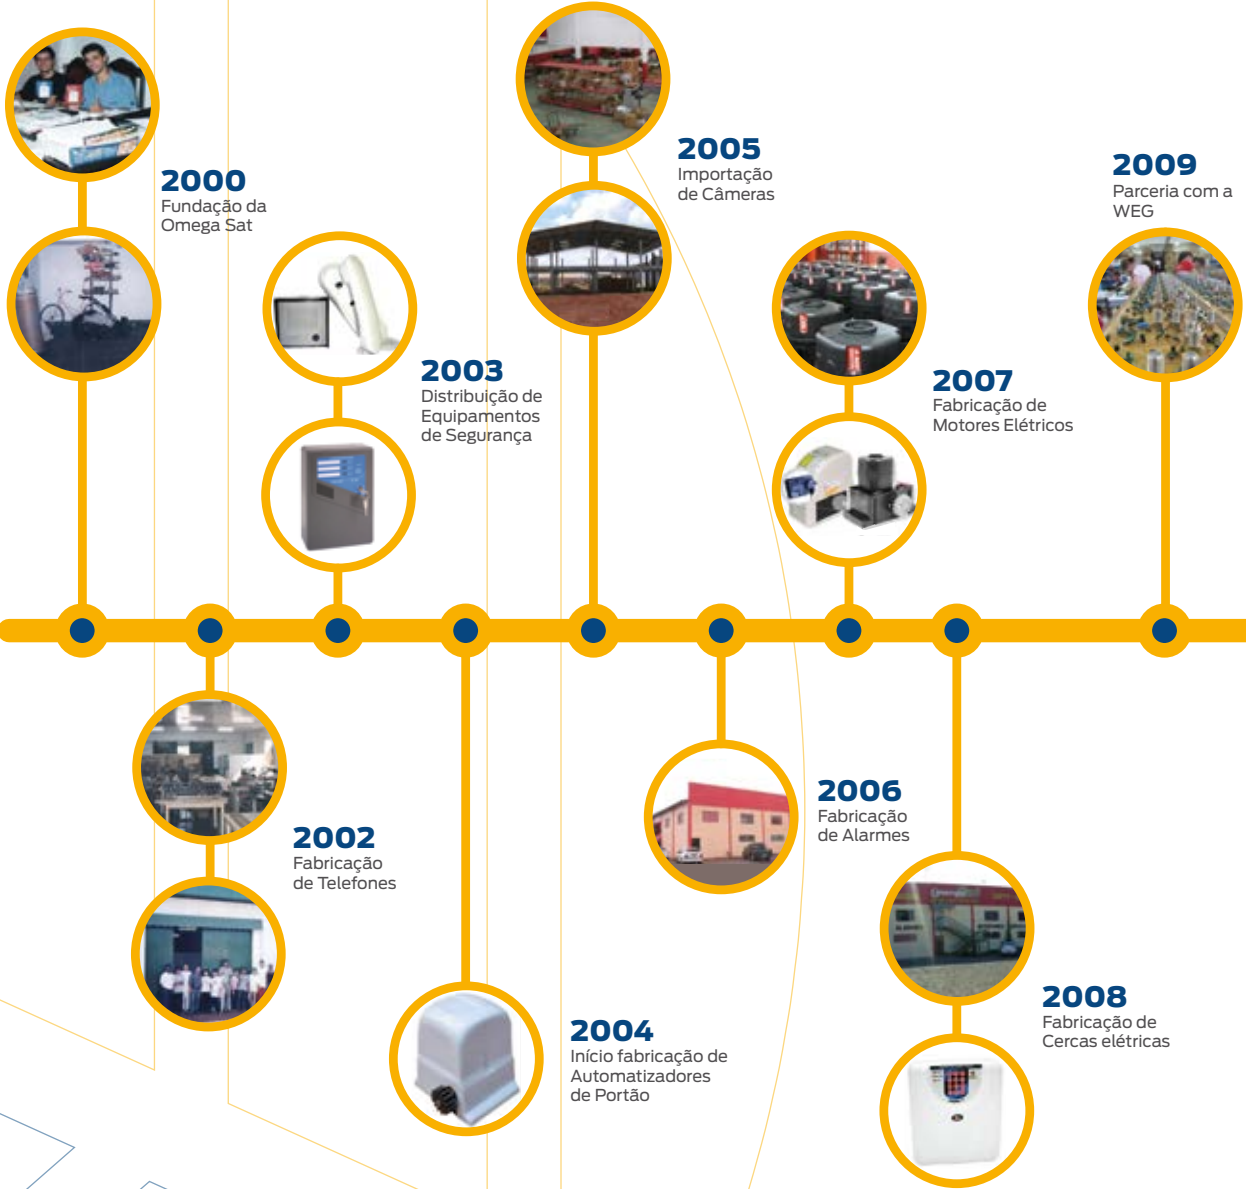 2000
Fundação da
Omega Sat
2002
Fabricação
de Telefones
2003
Distribuição de
Equipamentos
de Segurança
2004
Início fabricação de
Automatizadores
de Portão
2005
Importação
de Câmeras
2006
Fabricação
de Alarmes
2007
Fabricação de
Motores Elétricos
2008
Fabricação de
Cercas elétricas
2009
Parceria com a
WEG